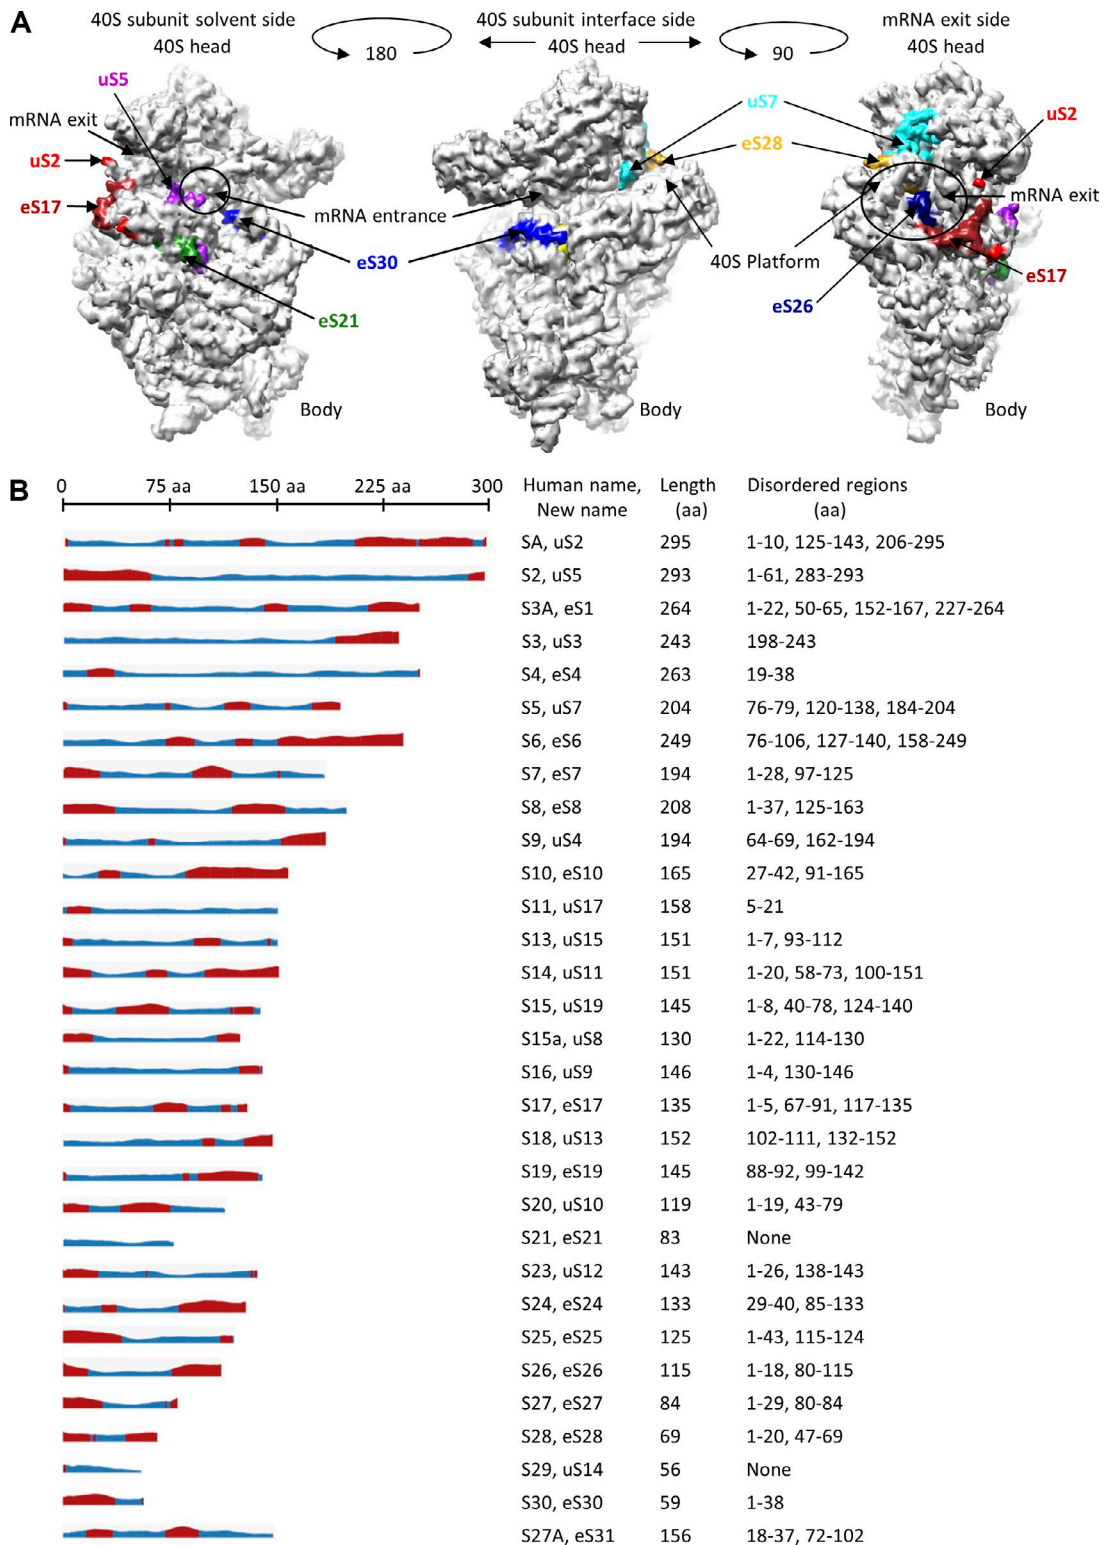 A
40S subunit solvent side
40S head
180
40S subunit interface side
40S head
90
mRNA exit side
40S head
uS5
mRNA exit
uS2
eS17
eS21
Body
mRNA entrance
eS30
uS7
eS28
40S Platform
Body
uS2
mRNA exit
eS17
eS26
Body
B
0 75 aa 150 aa 225 aa 300
Human name, New name Length (aa) Disordered regions (aa)
SA, uS2 295 1-10, 125-143, 206-295
S2, uS5 293 1-61, 283-293
S3A, eS1 264 1-22, 50-65, 152-167, 227-264
S3, uS3 243 198-243
S4, eS4 263 19-38
S5, uS7 204 76-79, 120-138, 184-204
S6, eS6 249 76-106, 127-140, 158-249
S7, eS7 194 1-28, 97-125
S8, eS8 208 1-37, 125-163
S9, uS4 194 64-69, 162-194
S10, eS10 165 27-42, 91-165
S11, uS17 158 5-21
S13, uS15 151 1-7, 93-112
S14, uS11 151 1-20, 58-73, 100-151
S15, uS19 145 1-8, 40-78, 124-140
S15a, uS8 130 1-22, 114-130
S16, uS9 146 1-4, 130-146
S17, eS17 135 1-5, 67-91, 117-135
S18, uS13 152 102-111, 132-152
S19, eS19 145 88-92, 99-142
S20, uS10 119 1-19, 43-79
S21, eS21 83 None
S23, uS12 143 1-26, 138-143
S24, eS24 133 29-40, 85-133
S25, eS25 125 1-43, 115-124
S26, eS26 115 1-18, 80-115
S27, eS27 84 1-29, 80-84
S28, eS28 69 1-20, 47-69
S29, uS14 56 None
S30, eS30 59 1-38
S27A, eS31 156 18-37, 72-102